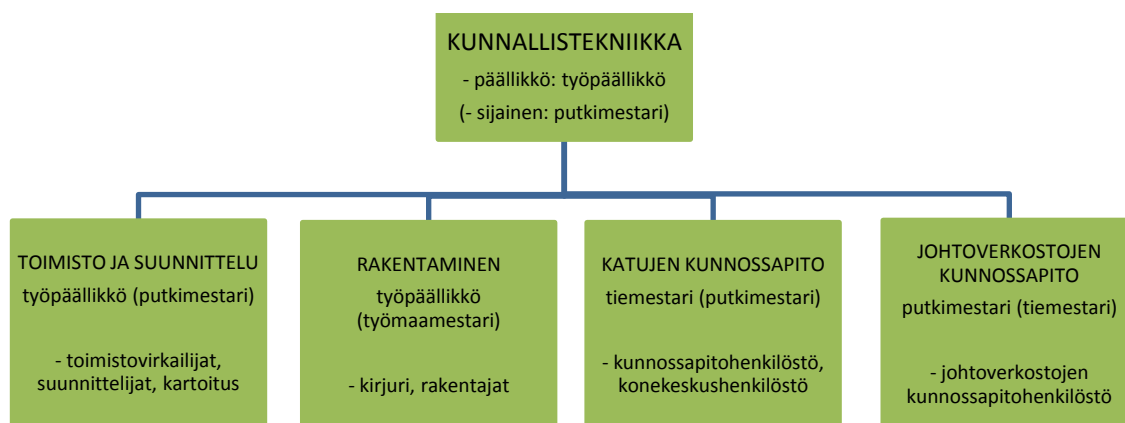 KUNNALLISTEKNIIKKA
- päällikkö: työpäällikkö
(- sijainen: putkimestari)
TOIMISTO JA SUUNNITTELU
työpäällikkö (putkimestari)
- toimistovirkailijat,
suunnittelijat, kartoitus
RAKENTAMINEN
työpäällikkö
(työmaamestari)
- kirjuri, rakentajat
KATUJEN KUNNOSSAPITO
tiemestari (putkimestari)
- kunnossapitohenkilöstö,
konekeskushenkilöstö
JOHTOVERKOSTOJEN
KUNNOSSAPITO
putkimestari (tiemestari)
- johtoverkostojen
kunnossapitohenkilöstö